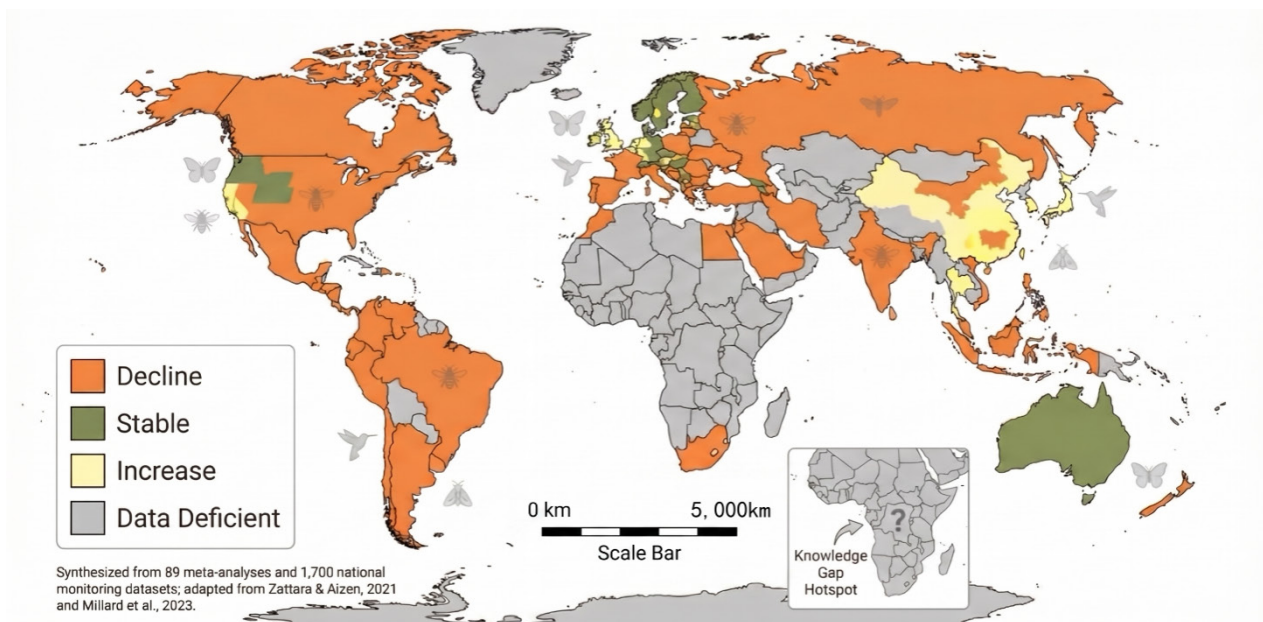 Decline
Stable
Increase
Data Deficient
Synthesized from 89 meta-analyses and 1,700 national
monitoring datasets; adapted from Zattara & Aizen, 2021
and Millard et al., 2023.
0 km
5,000km
Scale Bar
?
Knowledge
Gap
Hotspot